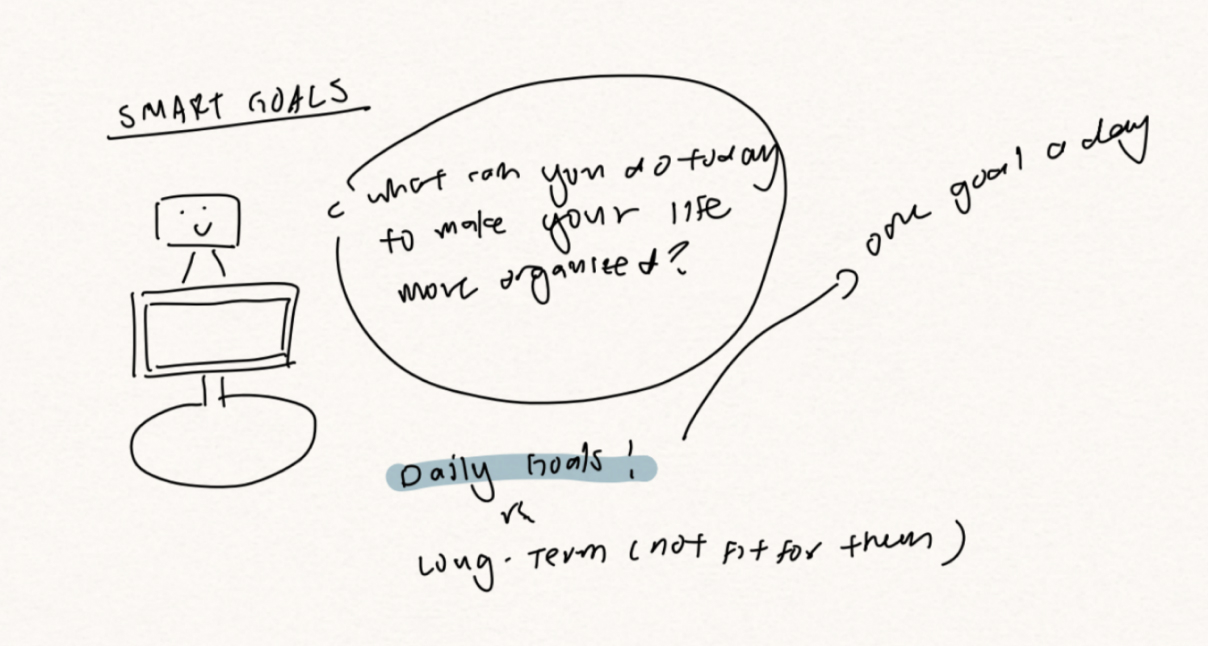 SMART GOALS
what can you do today
to make your life
more organized?
one goal a day
Daily Goals!
vs
Long-Term (not fit for them)